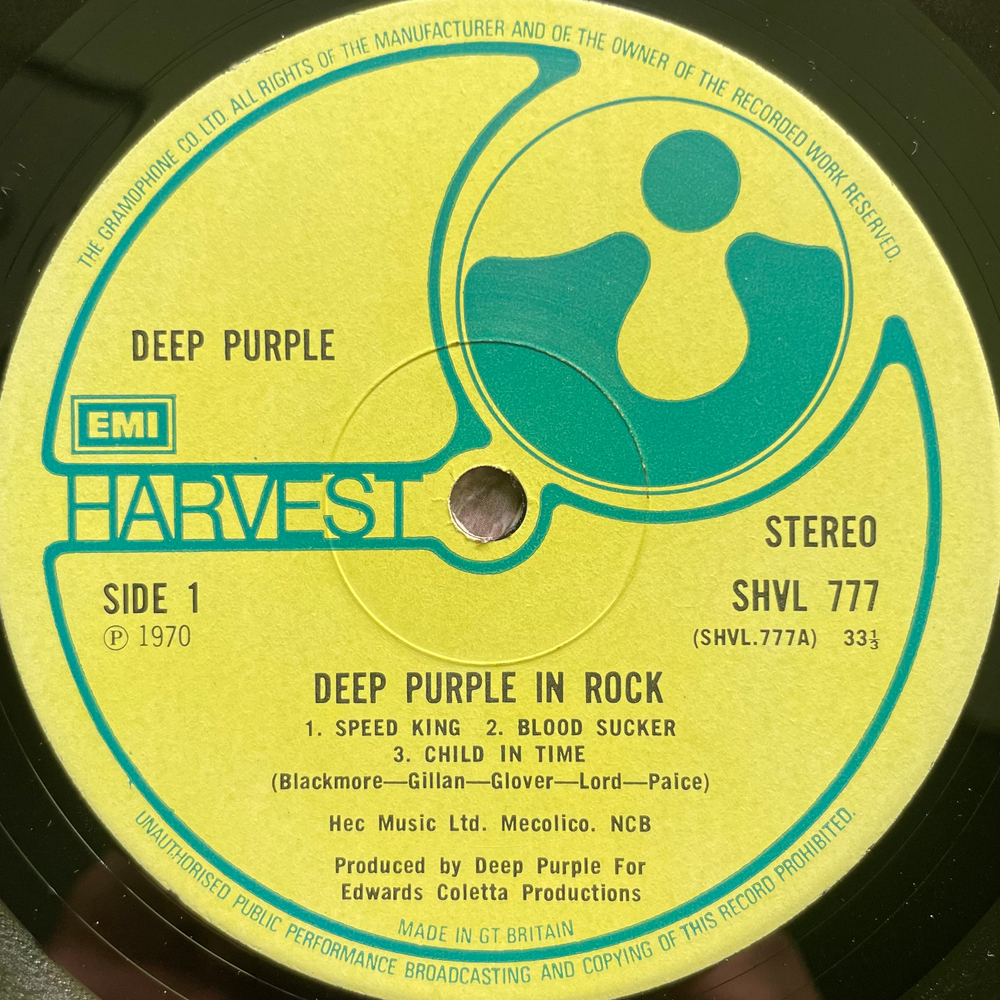 THE GRAMOPHONE CO. LTD. ALL RIGHTS OF THE MANUFACTURER AND OF THE OWNER OF THE RECORDED WORK RESERVED.
DEEP PURPLE
EMI
HARVEST
STEREO
SIDE 1
SHVL 777
Ⓟ 1970
(SHVL.777A) 33⅓
DEEP PURPLE IN ROCK
1. SPEED KING 2. BLOOD SUCKER
3. CHILD IN TIME
(Blackmore—Gillan—Glover—Lord—Paice)
Hec Music Ltd. Mecolico. NCB
Produced by Deep Purple For
Edwards Coletta Productions
MADE IN GT. BRITAIN
UNAUTHORISED PUBLIC PERFORMANCE BROADCASTING AND COPYING OF THIS RECORD PROHIBITED.